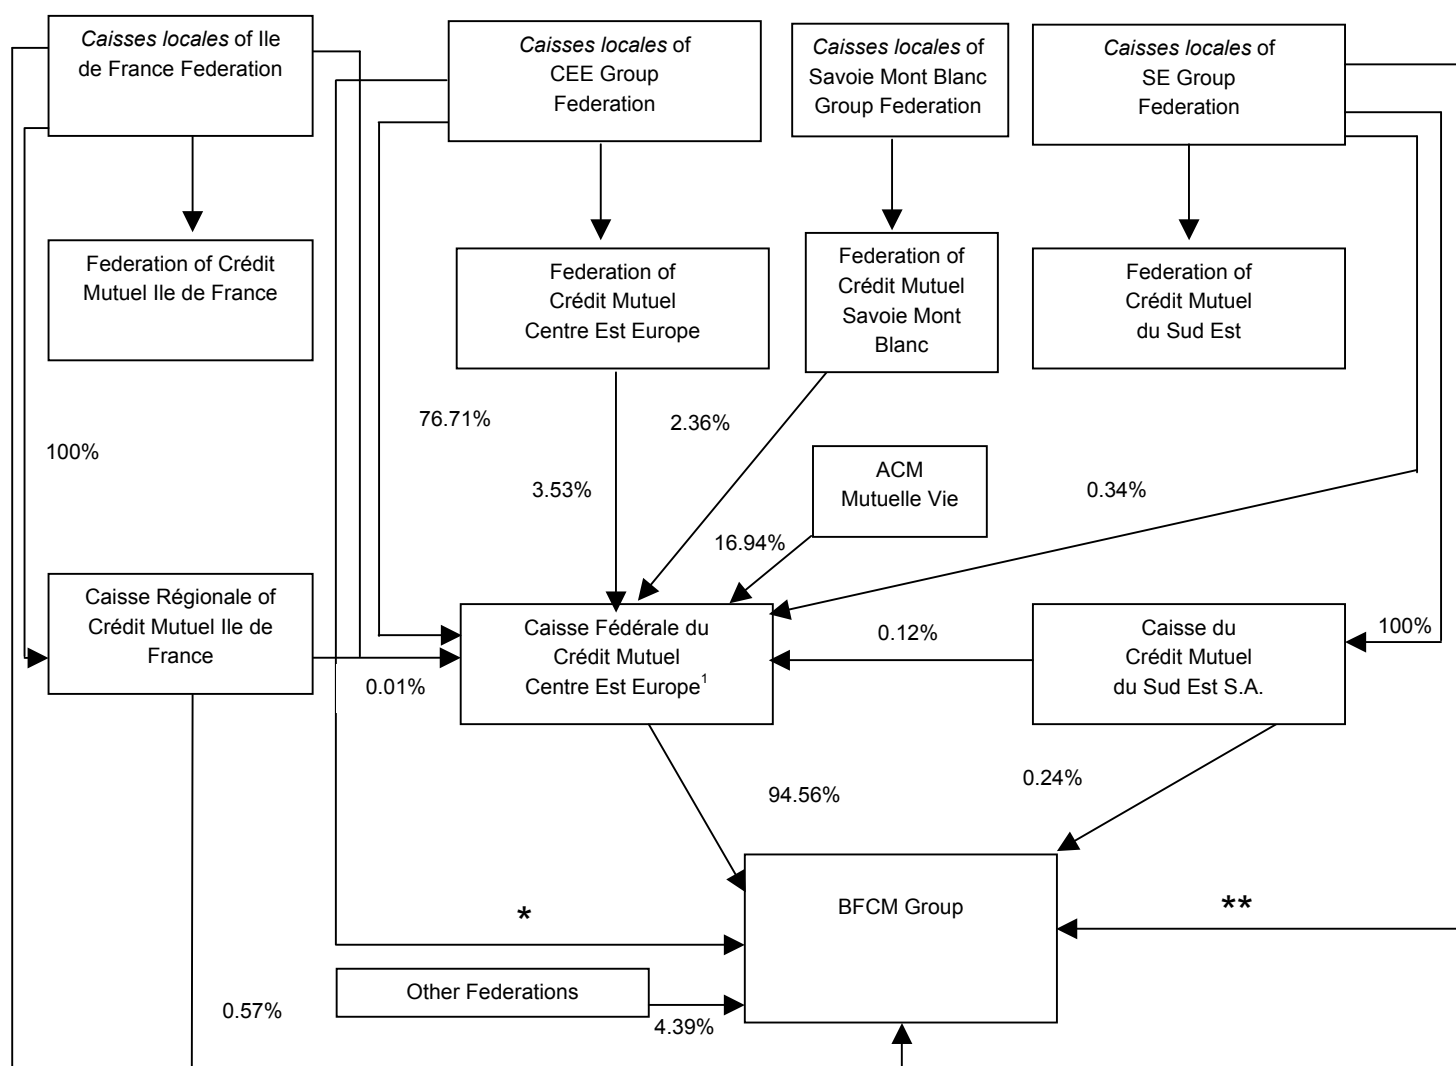 Caisses locales of Ile
de France Federation
Caisses locales of
CEE Group
Federation
Caisses locales of
Savoie Mont Blanc
Group Federation
Caisses locales of
SE Group
Federation
Federation of Crédit
Mutuel Ile de France
Federation of
Crédit Mutuel
Centre Est Europe
Federation of
Crédit Mutuel
Savoie Mont
Blanc
Federation of
Crédit Mutuel
du Sud Est
100%
76.71%
3.53%
2.36%
ACM
Mutuelle Vie
16.94%
0.34%
Caisse Régionale of
Crédit Mutuel Ile de
France
0.01%
Caisse Fédérale du
Crédit Mutuel
Centre Est Europe1
0.12%
Caisse du
Crédit Mutuel
du Sud Est S.A.
100%
94.56%
0.24%
*
BFCM Group
**
Other Federations
0.57%
4.39%